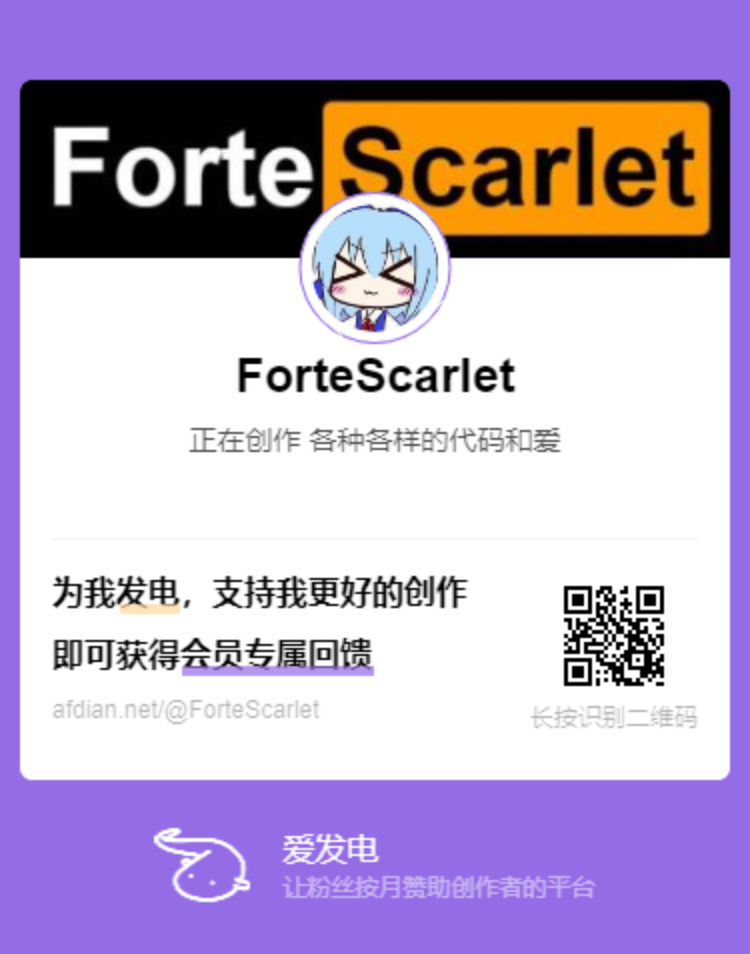 Forte Scarlet
ForteScarlet
正在创作 各种各样的代码和爱
为我发电，支持我更好的创作
即可获得会员专属回馈
afdian.net/@ForteScarlet
长按识别二维码
爱发电
让粉丝按月赞助创作者的平台